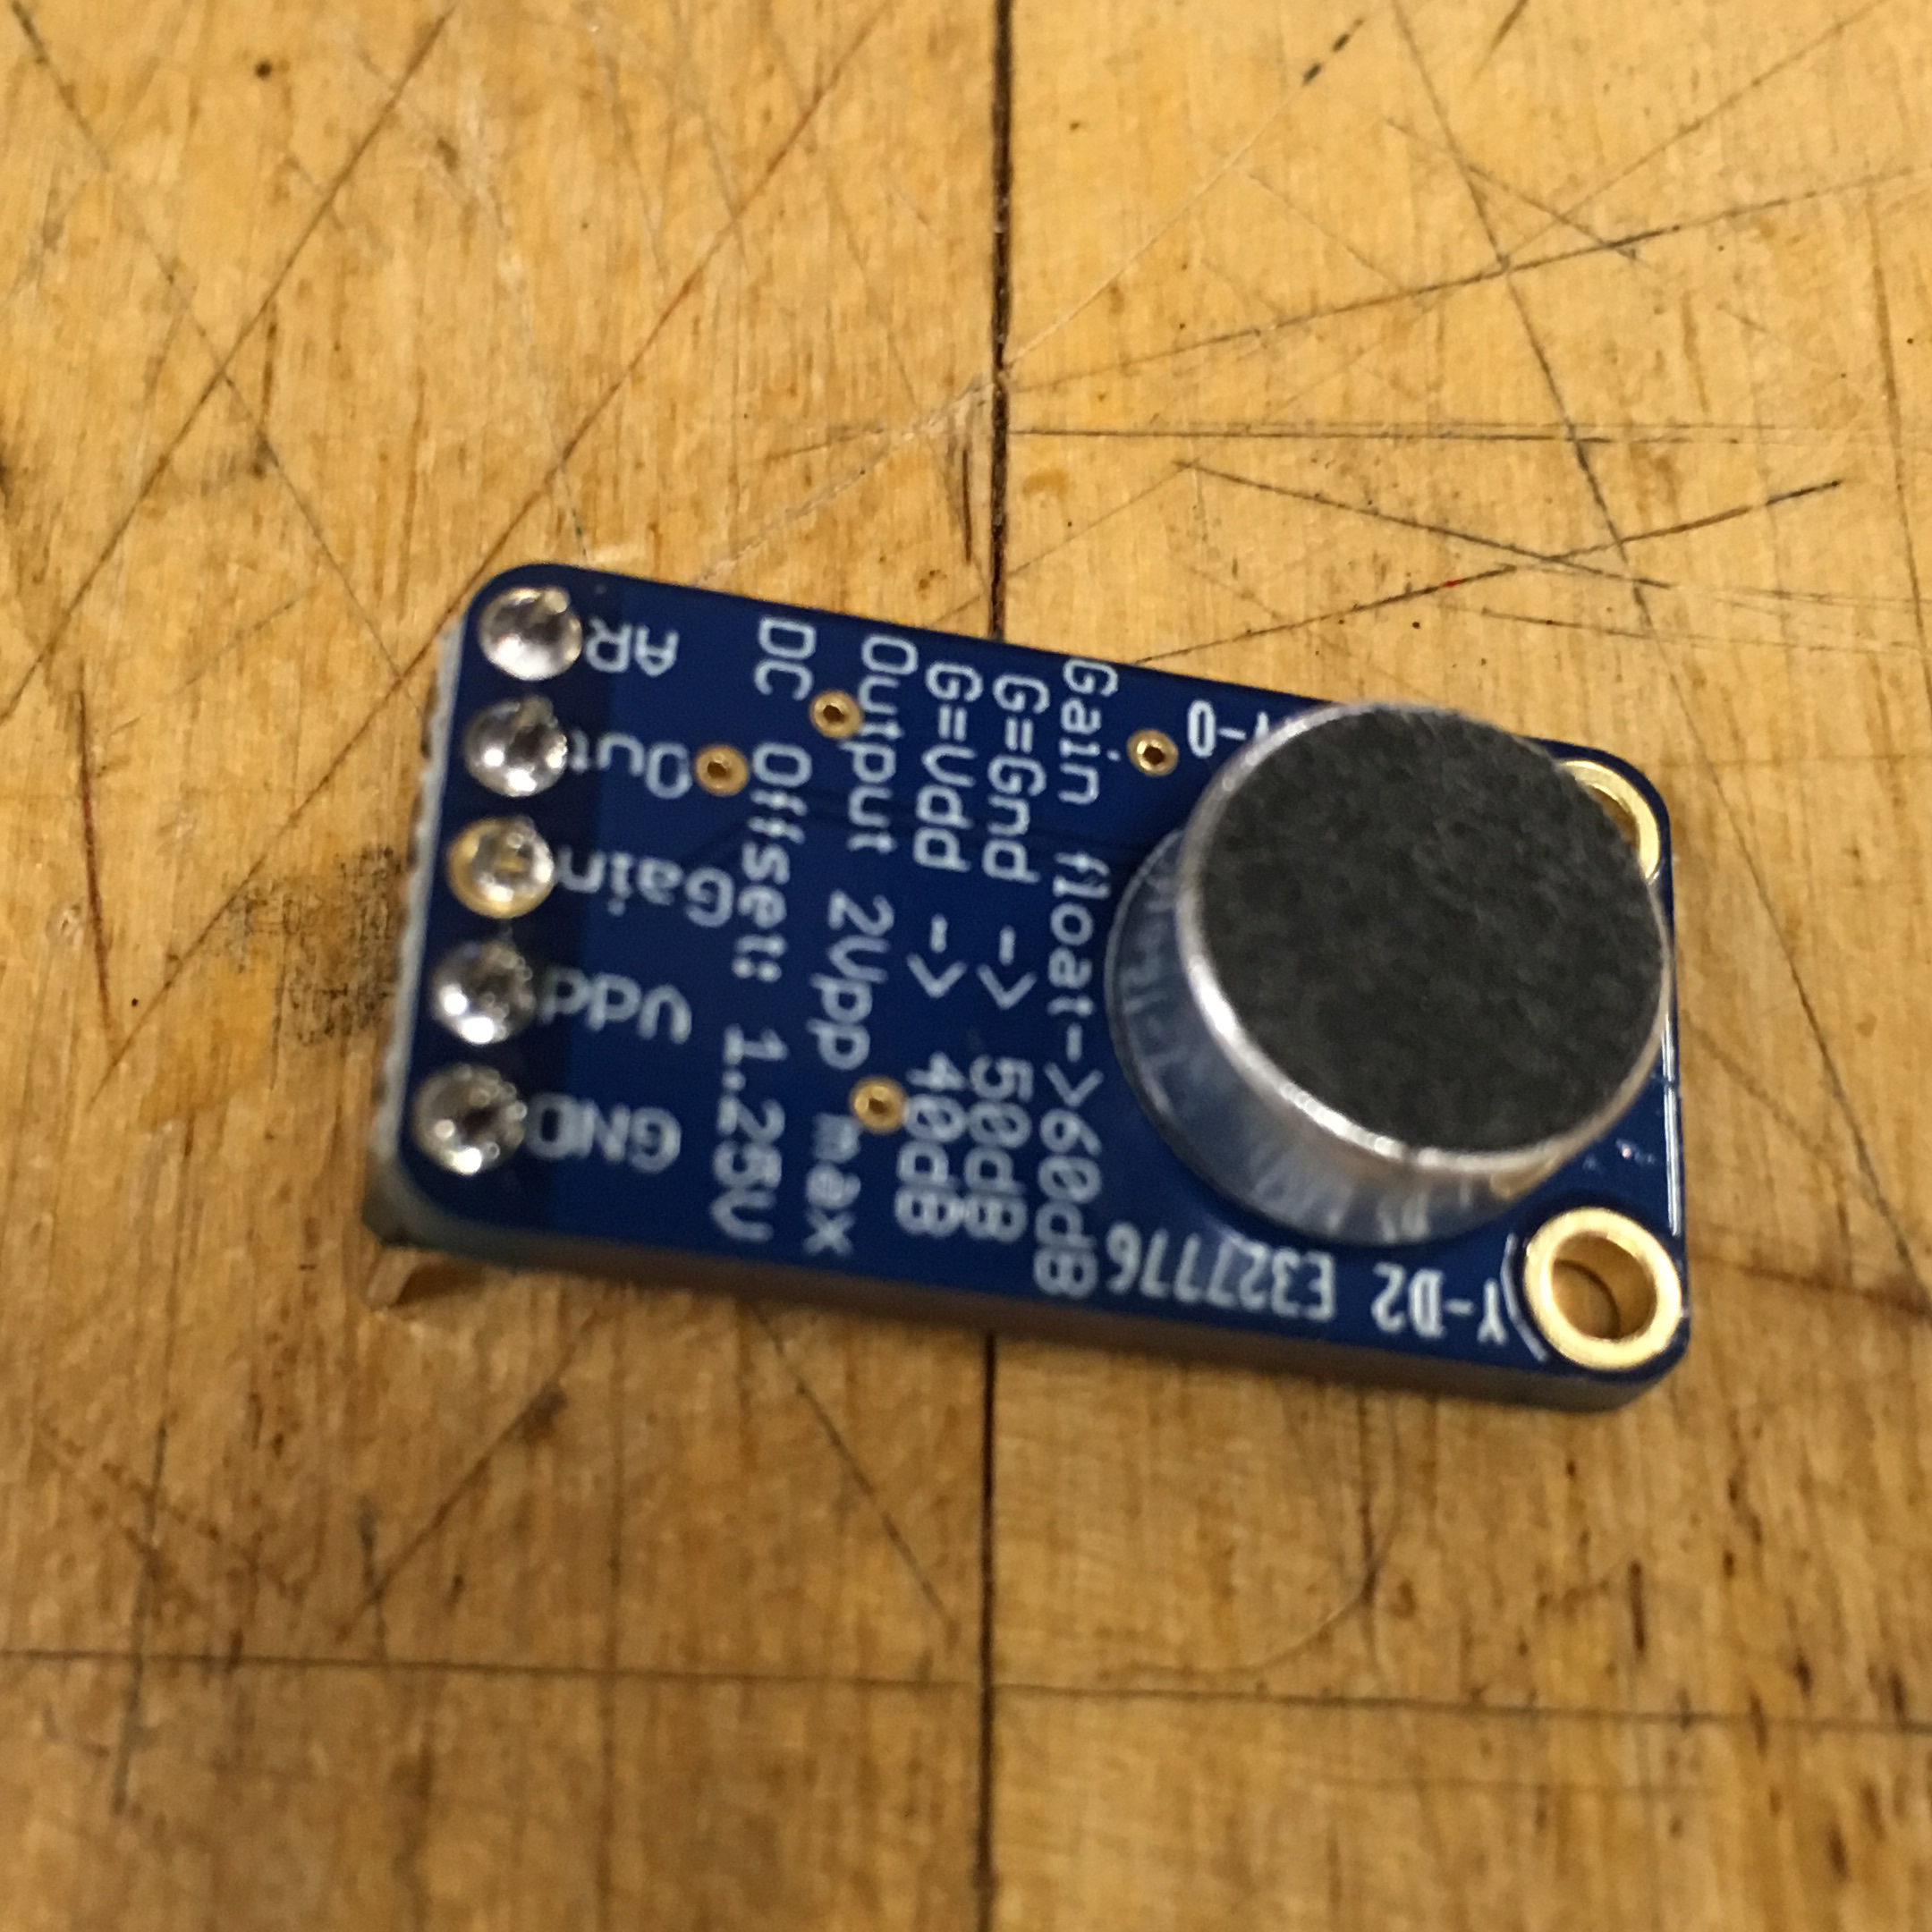 Gain float->60dB
G=Gnd -> 50dB
G=Vdd -> 40dB
Output 2Vpp max
DC Offset: 1.25V
AR
Out
Gain
Vdd
GND
Y-D2 E327776